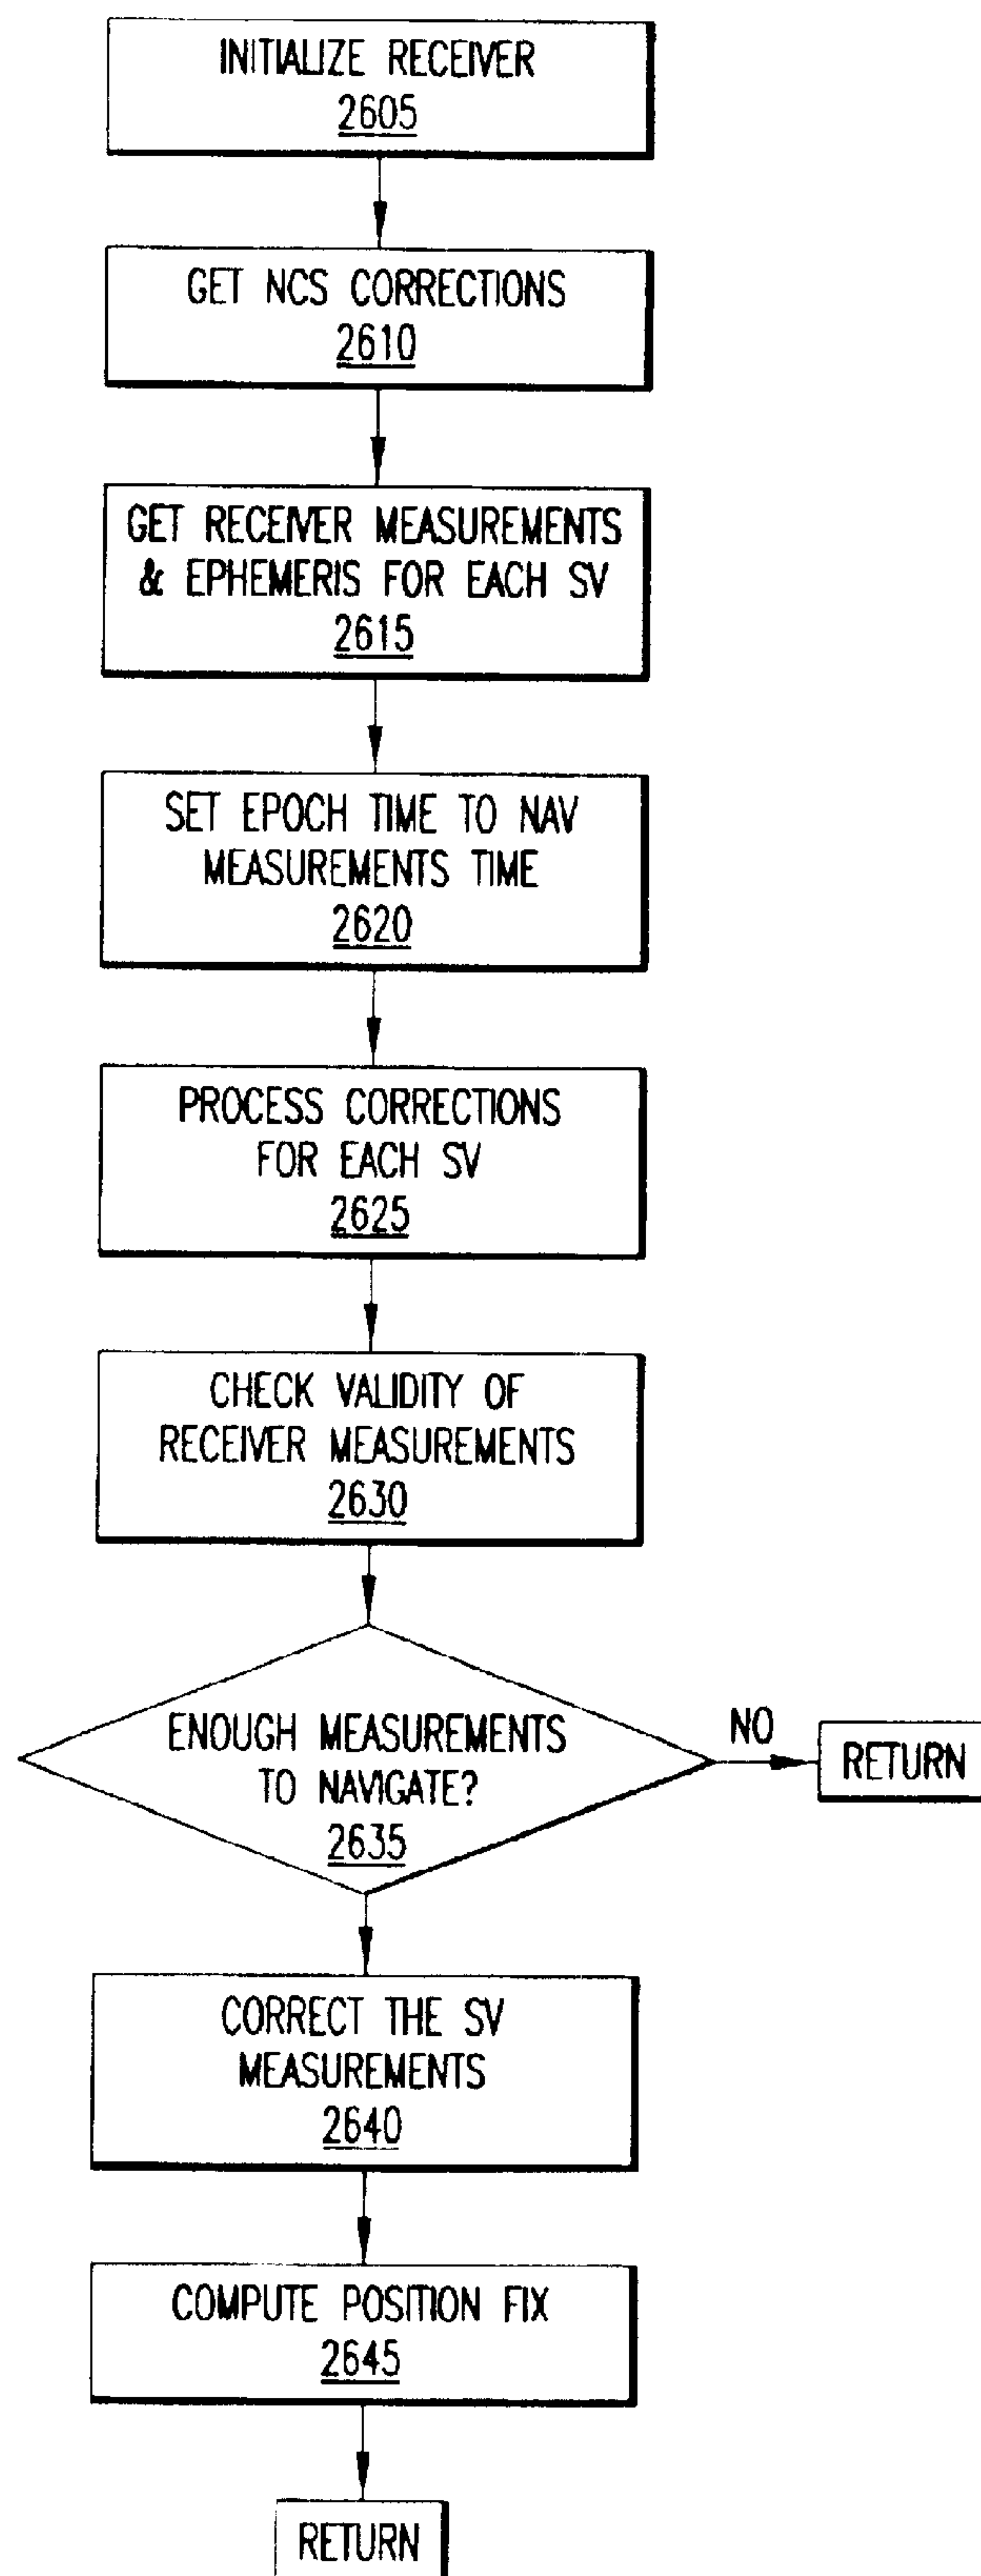 INITIALIZE RECEIVER
2605
GET NCS CORRECTIONS
2610
GET RECEIVER MEASUREMENTS
& EPHEMERIS FOR EACH SV
2615
SET EPOCH TIME TO NAV
MEASUREMENTS TIME
2620
PROCESS CORRECTIONS
FOR EACH SV
2625
CHECK VALIDITY OF
RECEIVER MEASUREMENTS
2630
ENOUGH MEASUREMENTS
TO NAVIGATE?
2635
NO
RETURN
CORRECT THE SV
MEASUREMENTS
2640
COMPUTE POSITION FIX
2645
RETURN